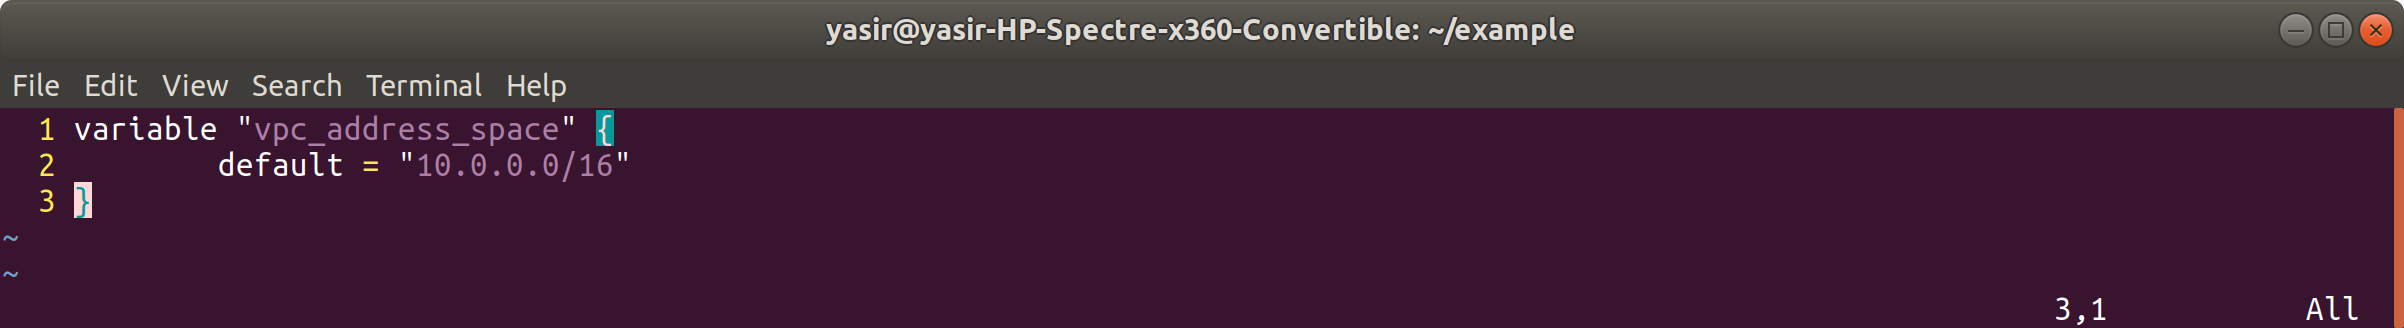 yasir@yasir-HP-Spectre-x360-Convertible: ~/example
File Edit View Search Terminal Help
1 variable "vpc_address_space" {
2         default = "10.0.0.0/16"
3 }
~
~
3,1 All